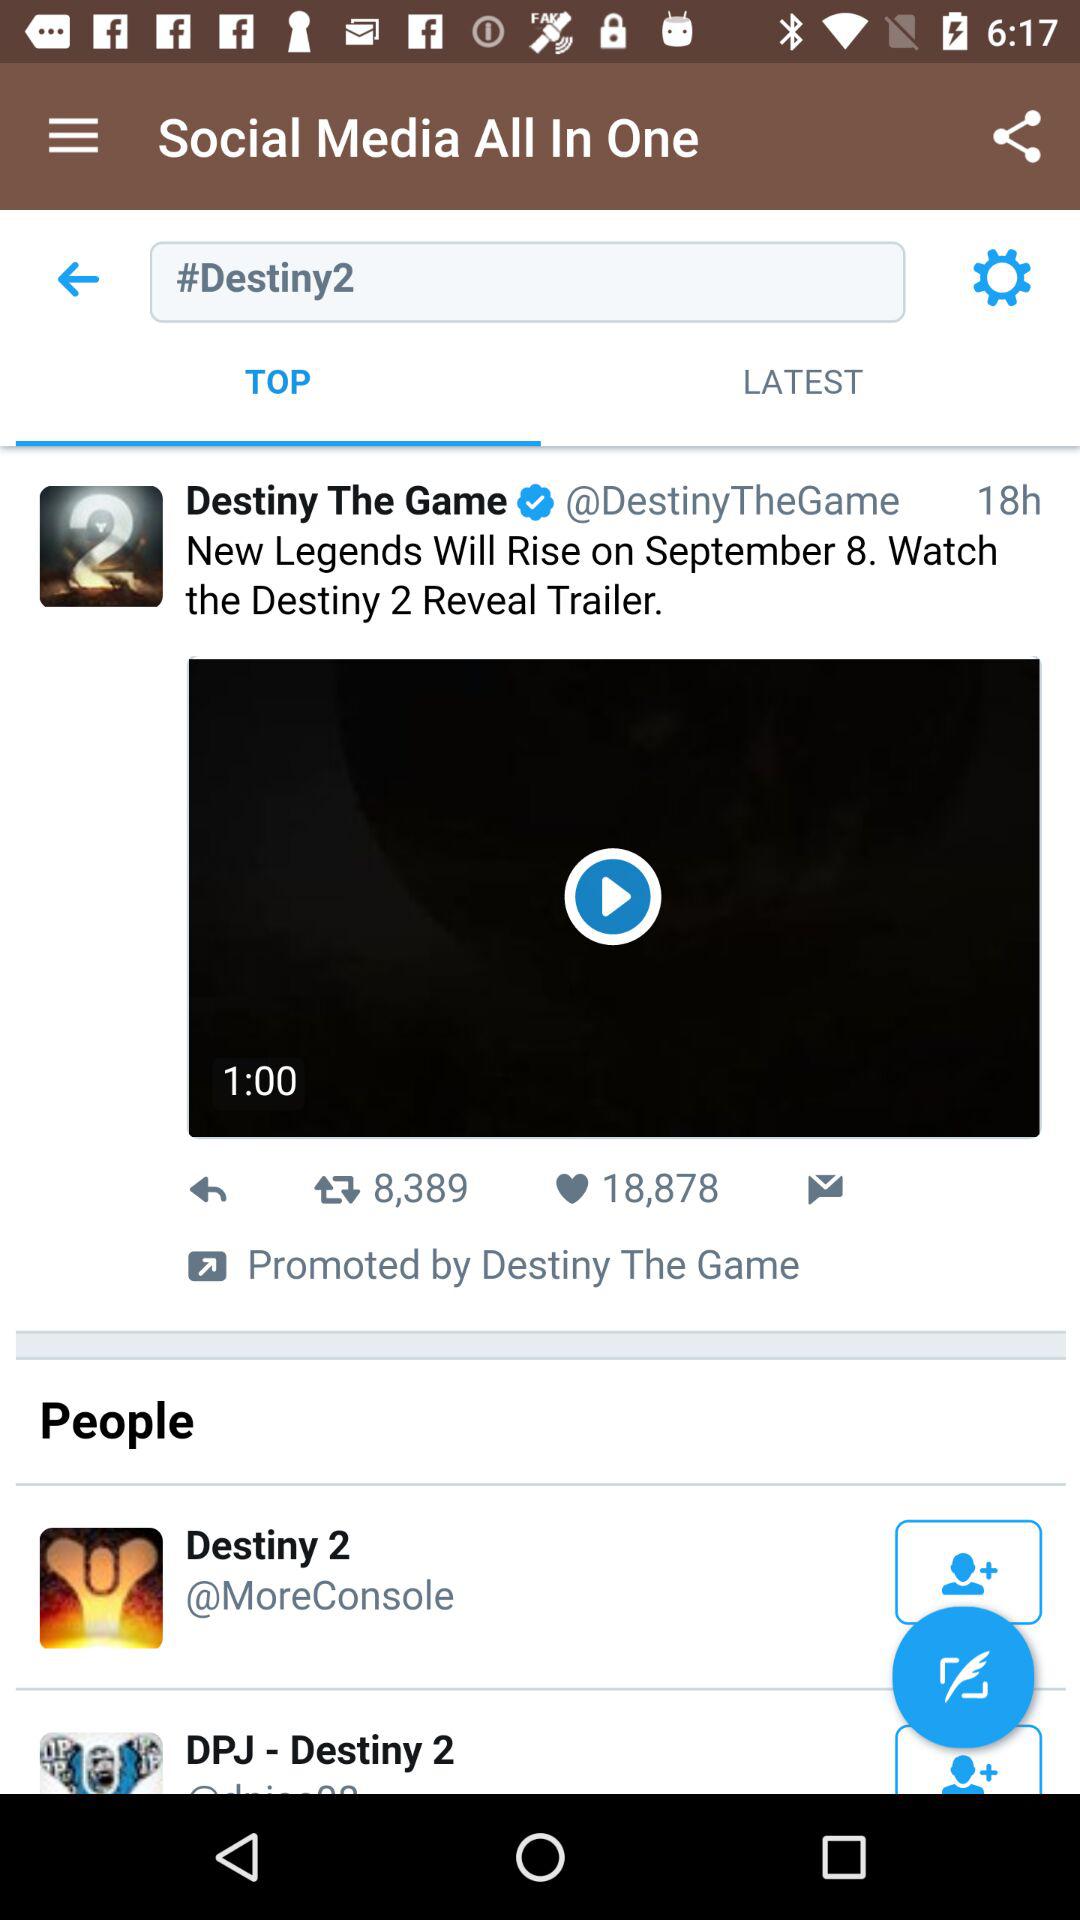 FAKE
6:17
Social Media All In One
#Destiny2
TOP
LATEST
Destiny The Game @DestinyTheGame 18h
New Legends Will Rise on September 8. Watch
the Destiny 2 Reveal Trailer.
1:00
8,389
18,878
Promoted by Destiny The Game
People
Destiny 2
@MoreConsole
DPJ - Destiny 2